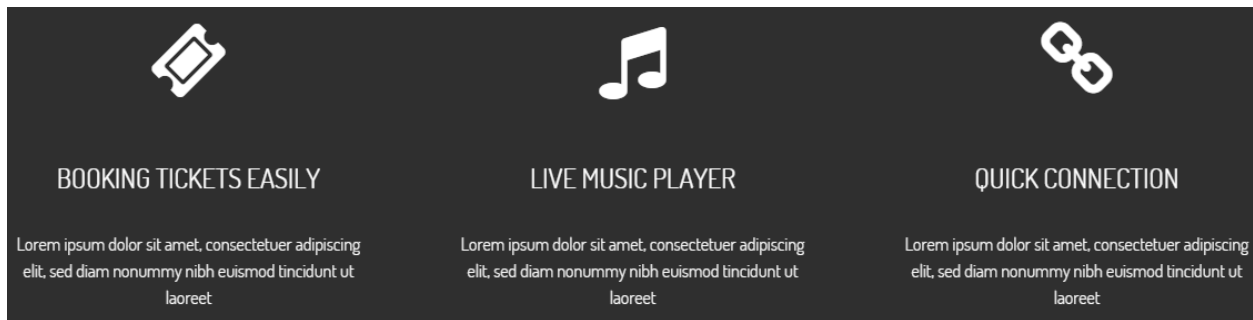 BOOKING TICKETS EASILY
Lorem ipsum dolor sit amet, consectetuer adipiscing
elit, sed diam nonummy nibh euismod tincidunt ut
laoreet
LIVE MUSIC PLAYER
Lorem ipsum dolor sit amet, consectetuer adipiscing
elit, sed diam nonummy nibh euismod tincidunt ut
laoreet
QUICK CONNECTION
Lorem ipsum dolor sit amet, consectetuer adipiscing
elit, sed diam nonummy nibh euismod tincidunt ut
laoreet